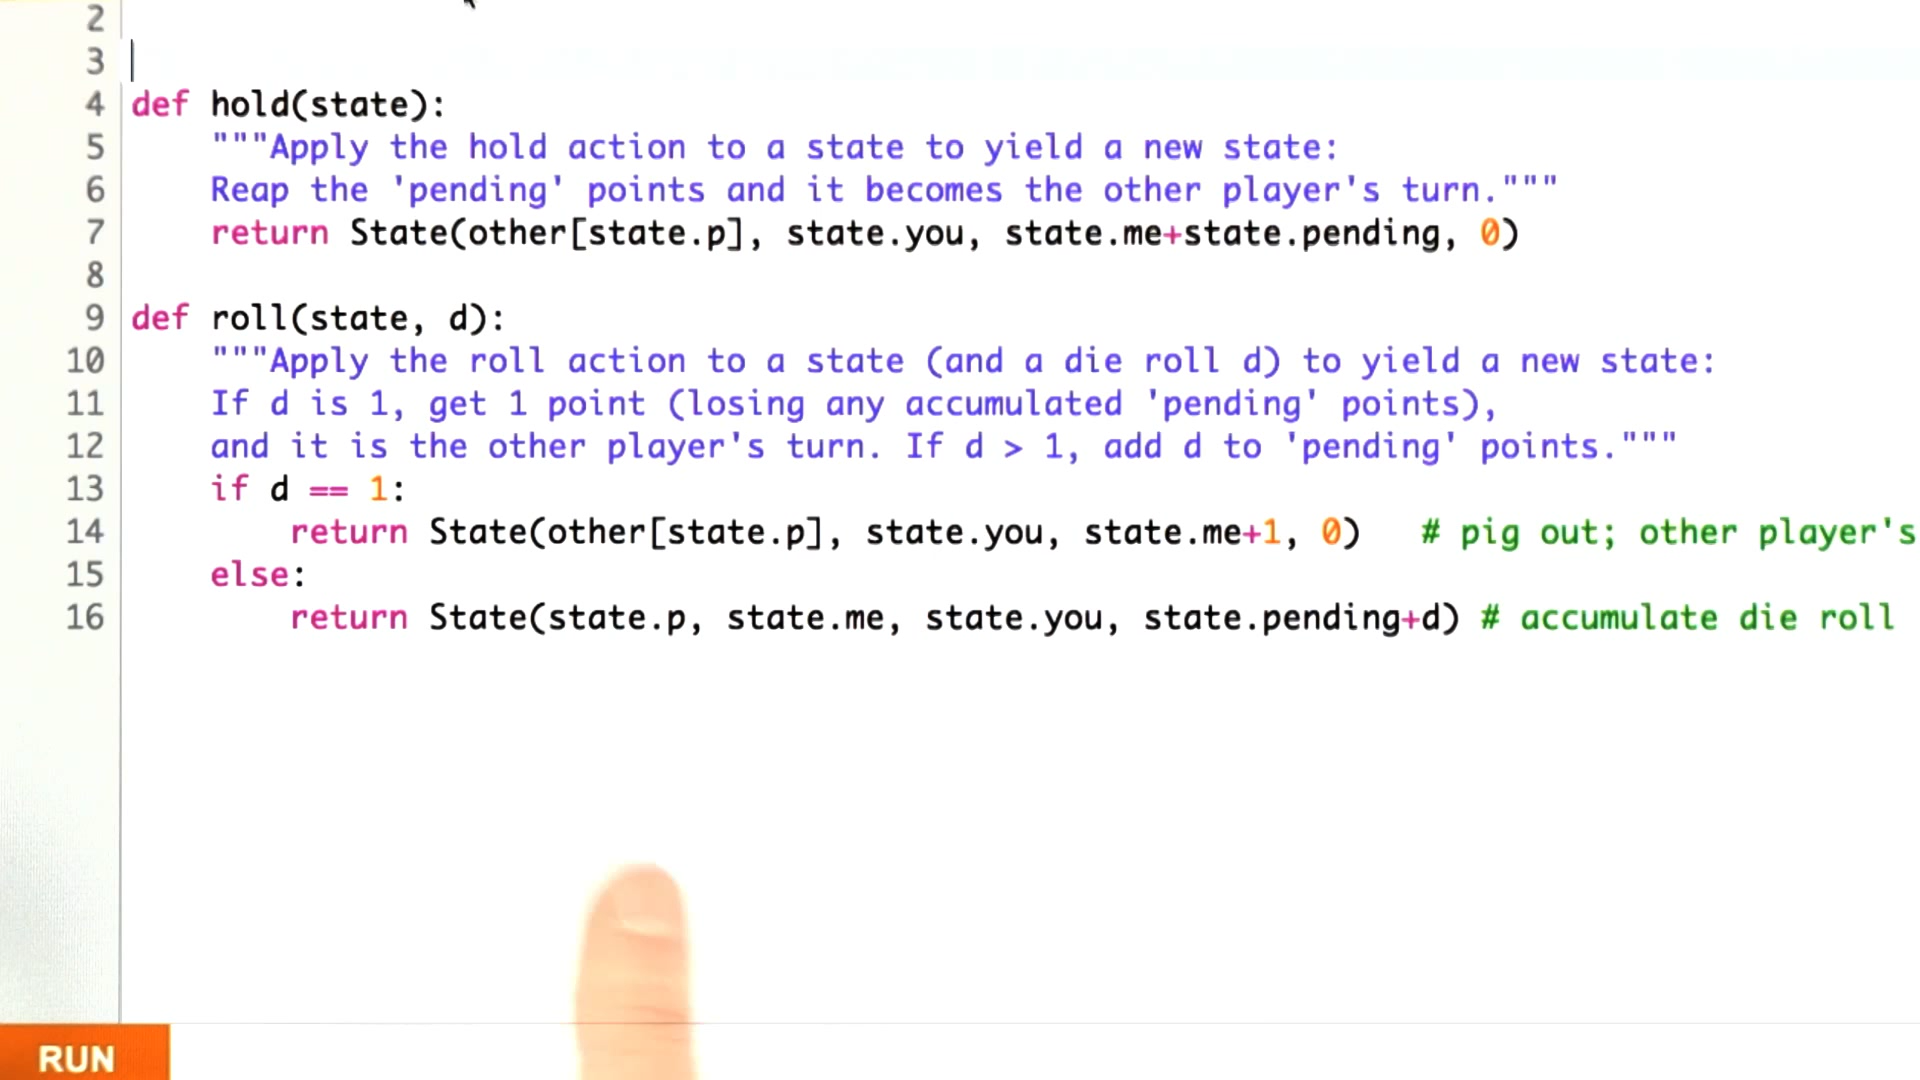 2
3
4 def hold(state):
5 """Apply the hold action to a state to yield a new state:
6 Reap the 'pending' points and it becomes the other player's turn."""
7 return State(other[state.p], state.you, state.me+state.pending, 0)
8
9 def roll(state, d):
10 """Apply the roll action to a state (and a die roll d) to yield a new state:
11 If d is 1, get 1 point (losing any accumulated 'pending' points),
12 and it is the other player's turn. If d > 1, add d to 'pending' points."""
13 if d == 1:
14 return State(other[state.p], state.you, state.me+1, 0) # pig out; other player's
15 else:
16 return State(state.p, state.me, state.you, state.pending+d) # accumulate die roll
RUN